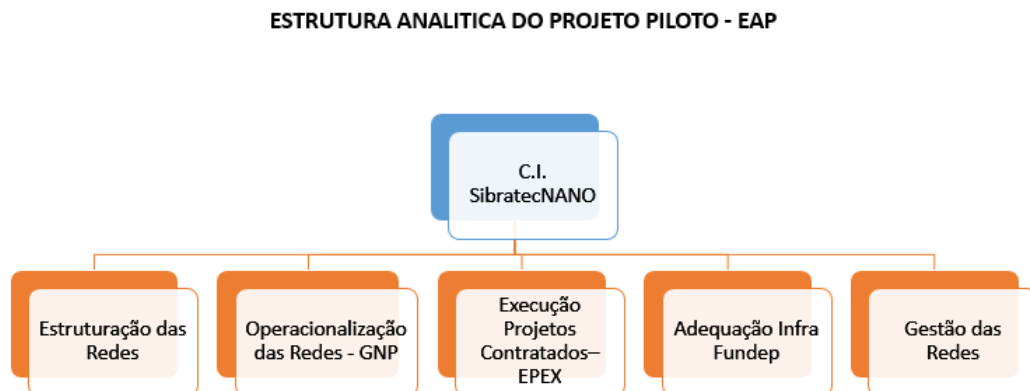 ESTRUTURA ANALITICA DO PROJETO PILOTO - EAP
C.I.
SibratecNANO
Estruturação das
Redes
Operacionalização
das Redes - GNP
Execução
Projetos
Contratados–
EPEX
Adequação Infra
Fundep
Gestão das
Redes